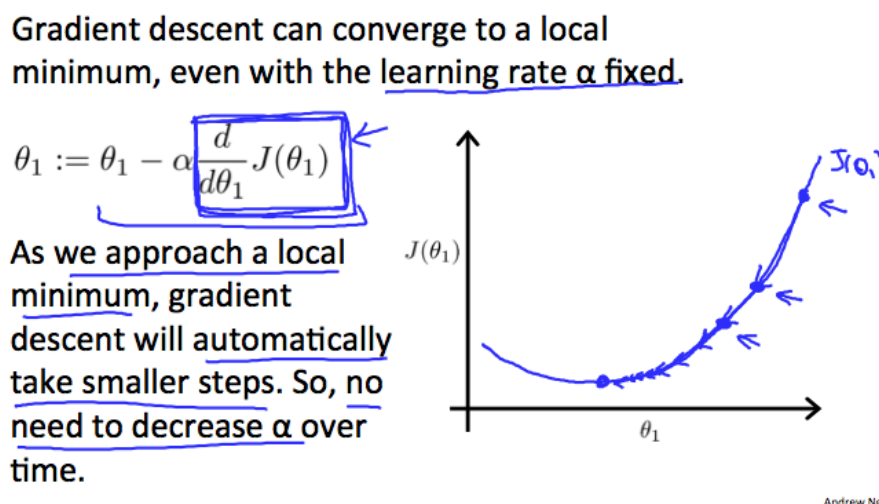 Gradient descent can converge to a local
minimum, even with the learning rate α fixed.
θ₁ := θ₁ − α d/dθ₁ J(θ₁)
As we approach a local
minimum, gradient
descent will automatically
take smaller steps. So, no
need to decrease α over
time.
J(θ₁)
J(θ₁)
θ₁
Andrew